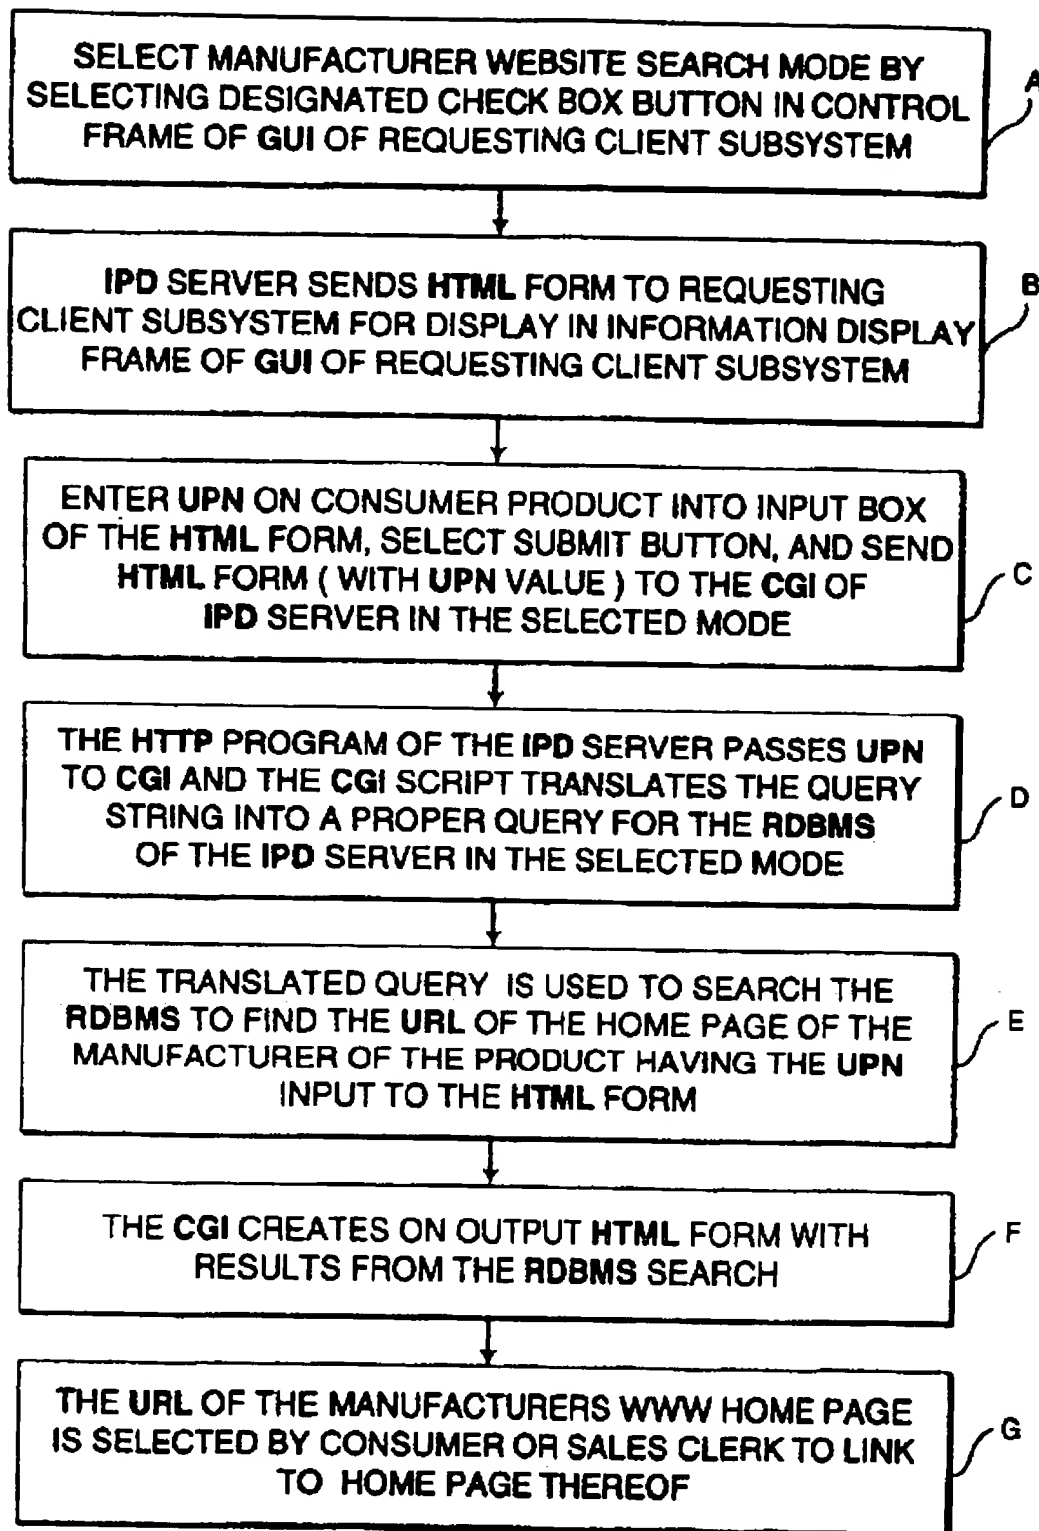 SELECT MANUFACTURER WEBSITE SEARCH MODE BY
SELECTING DESIGNATED CHECK BOX BUTTON IN CONTROL
FRAME OF GUI OF REQUESTING CLIENT SUBSYSTEM
A
IPD SERVER SENDS HTML FORM TO REQUESTING
CLIENT SUBSYSTEM FOR DISPLAY IN INFORMATION DISPLAY
FRAME OF GUI OF REQUESTING CLIENT SUBSYSTEM
B
ENTER UPN ON CONSUMER PRODUCT INTO INPUT BOX
OF THE HTML FORM, SELECT SUBMIT BUTTON, AND SEND
HTML FORM ( WITH UPN VALUE ) TO THE CGI OF
IPD SERVER IN THE SELECTED MODE
C
THE HTTP PROGRAM OF THE IPD SERVER PASSES UPN
TO CGI AND THE CGI SCRIPT TRANSLATES THE QUERY
STRING INTO A PROPER QUERY FOR THE RDBMS
OF THE IPD SERVER IN THE SELECTED MODE
D
THE TRANSLATED QUERY IS USED TO SEARCH THE
RDBMS TO FIND THE URL OF THE HOME PAGE OF THE
MANUFACTURER OF THE PRODUCT HAVING THE UPN
INPUT TO THE HTML FORM
E
THE CGI CREATES ON OUTPUT HTML FORM WITH
RESULTS FROM THE RDBMS SEARCH
F
THE URL OF THE MANUFACTURERS WWW HOME PAGE
IS SELECTED BY CONSUMER OR SALES CLERK TO LINK
TO HOME PAGE THEREOF
G